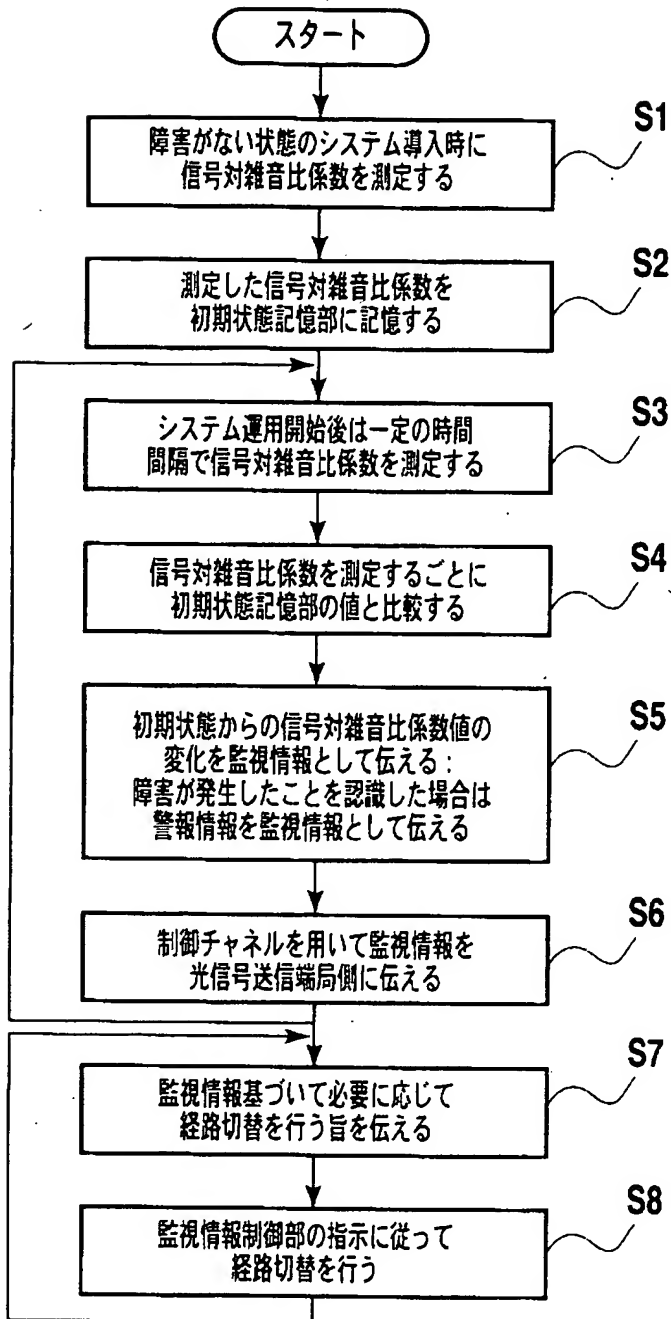 スタート
S1
障害がない状態のシステム導入時に
信号対雑音比係数を測定する
S2
測定した信号対雑音比係数を
初期状態記憶部に記憶する
S3
システム運用開始後は一定の時間
間隔で信号対雑音比係数を測定する
S4
信号対雑音比係数を測定するごとに
初期状態記憶部の値と比較する
S5
初期状態からの信号対雑音比係数値の
変化を監視情報として伝える：
障害が発生したことを認識した場合は
警報情報を監視情報として伝える
S6
制御チャネルを用いて監視情報を
光信号送信端局側に伝える
S7
監視情報基づいて必要に応じて
経路切替を行う旨を伝える
S8
監視情報制御部の指示に従って
経路切替を行う